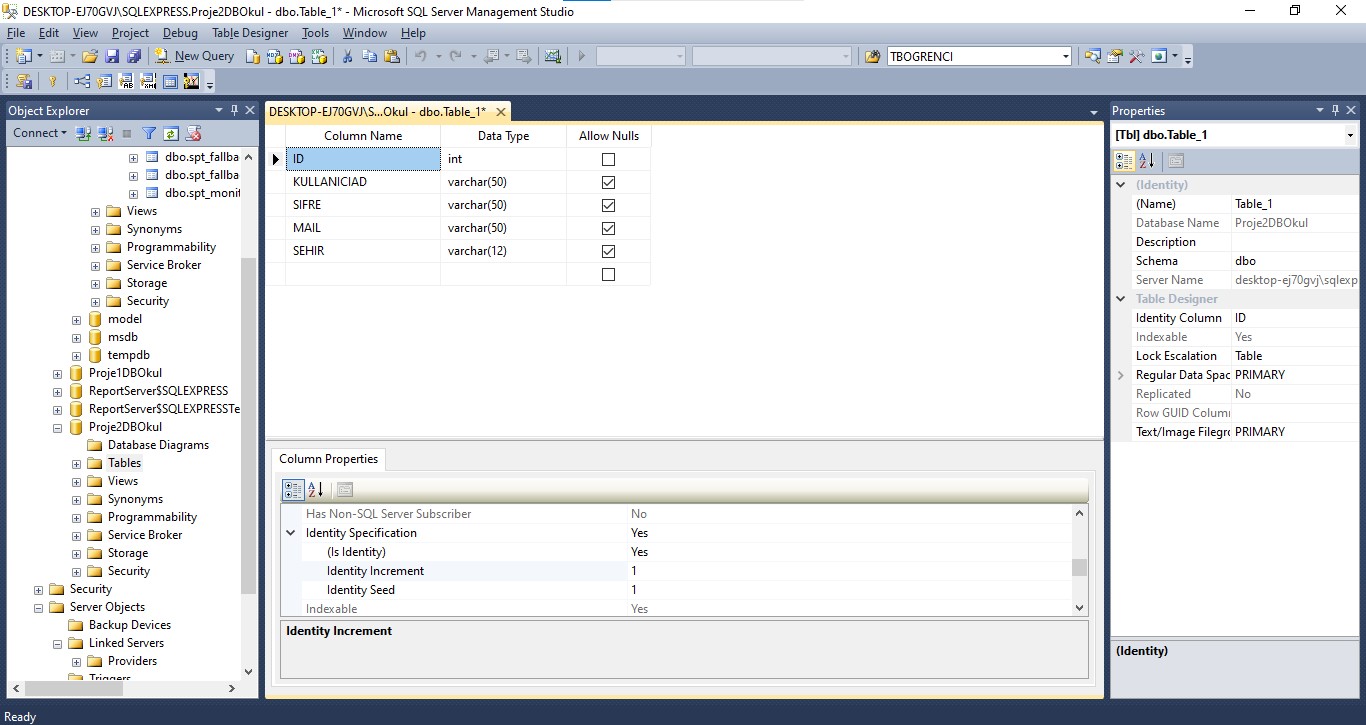 DESKTOP-EJ70GVJ\SQLEXPRESS.Proje2DBOkul - dbo.Table_1* - Microsoft SQL Server Management Studio
File Edit View Project Debug Table Designer Tools Window Help
New Query TBOGRENCI
Object Explorer
Connect
dbo.spt_fallba
dbo.spt_fallba
dbo.spt_monit
Views
Synonyms
Programmability
Service Broker
Storage
Security
model
msdb
tempdb
Proje1DBOkul
ReportServer$SQLEXPRESS
ReportServer$SQLEXPRESSTe
Proje2DBOkul
Database Diagrams
Tables
Views
Synonyms
Programmability
Service Broker
Storage
Security
Security
Server Objects
Backup Devices
Linked Servers
Providers
Triggers
DESKTOP-EJ70GVJ\S...Okul - dbo.Table_1*
Column Name Data Type Allow Nulls
ID int
KULLANICIAD varchar(50)
SIFRE varchar(50)
MAIL varchar(50)
SEHIR varchar(12)
Column Properties
Has Non-SQL Server Subscriber No
Identity Specification Yes
(Is Identity) Yes
Identity Increment 1
Identity Seed 1
Indexable Yes
Identity Increment
Properties
[Tbl] dbo.Table_1
(Identity)
(Name) Table_1
Database Name Proje2DBOkul
Description
Schema dbo
Server Name desktop-ej70gvj\sqlexp
Table Designer
Identity Column ID
Indexable Yes
Lock Escalation Table
Regular Data Spac PRIMARY
Replicated No
Row GUID Colum
Text/Image Filegro PRIMARY
(Identity)
Ready